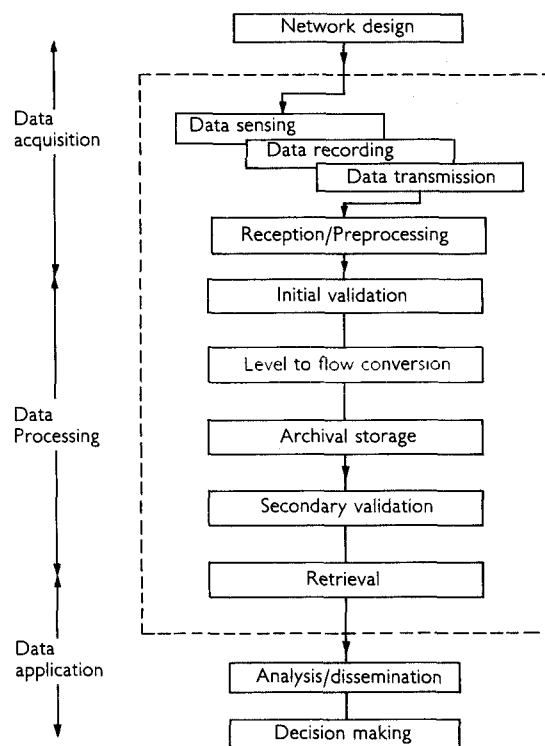 Network design
Data
acquisition
Data sensing
Data recording
Data transmission
Reception/Preprocessing
Initial validation
Level to flow conversion
Data
Processing
Archival storage
Secondary validation
Retrieval
Data
application
Analysis/dissemination
Decision making